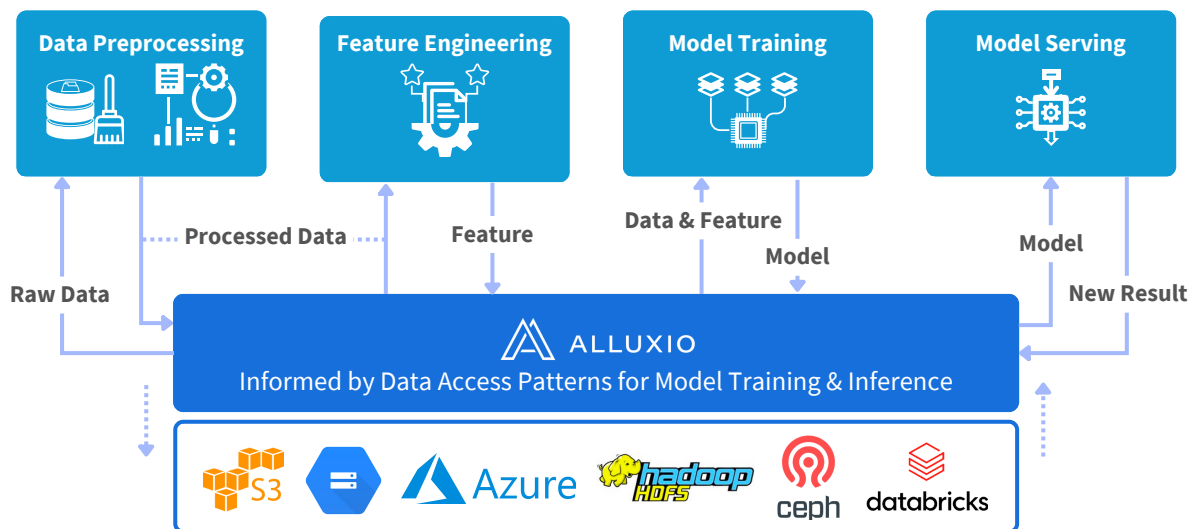 Data Preprocessing
Feature Engineering
Model Training
Model Serving
Processed Data
Feature
Data & Feature
Model
Model
Raw Data
New Result
ALLUXIO
Informed by Data Access Patterns for Model Training & Inference
S3
Azure
hadoop
HDFS
ceph
databricks